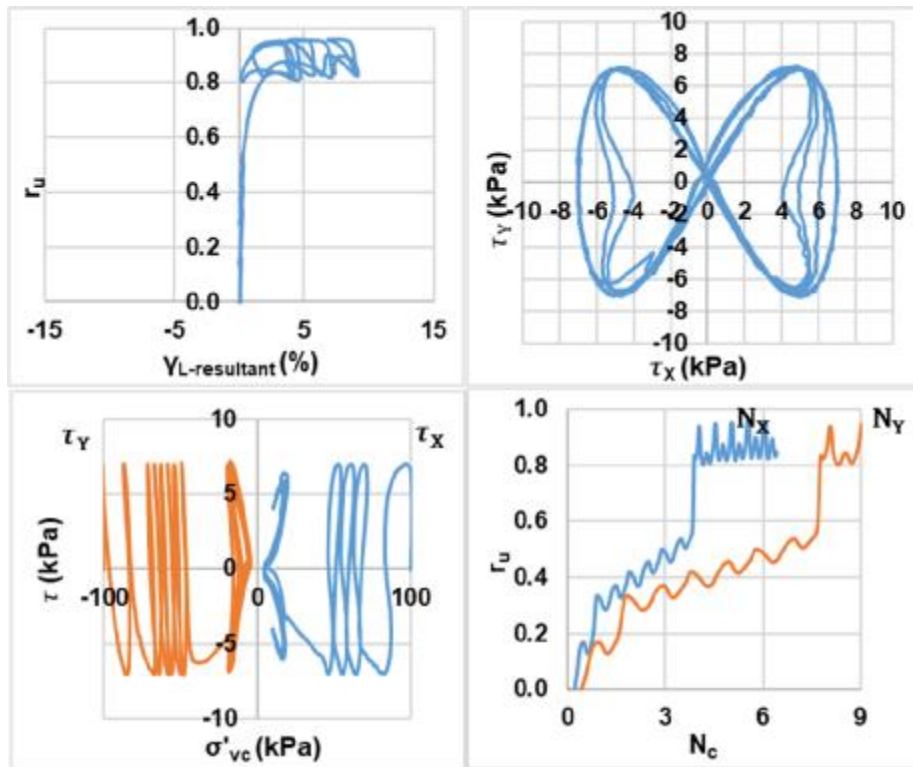 1.0
0.8
0.6
0.4
0.2
0.0
r_u
-15 -5 5 15
γ_L-resultant (%)
10
8
6
4
2
0
-2
-4
-6
-8
-10
τ_Y (kPa)
-10 -8 -6 -4 -2 0 2 4 6 8 10
τ_X (kPa)
τ_Y
τ_X
10
5
0
-5
-10
τ (kPa)
-100 0 100
σ'_vc (kPa)
N_X
N_Y
1.0
0.8
0.6
0.4
0.2
0.0
r_u
0 3 6 9
N_c